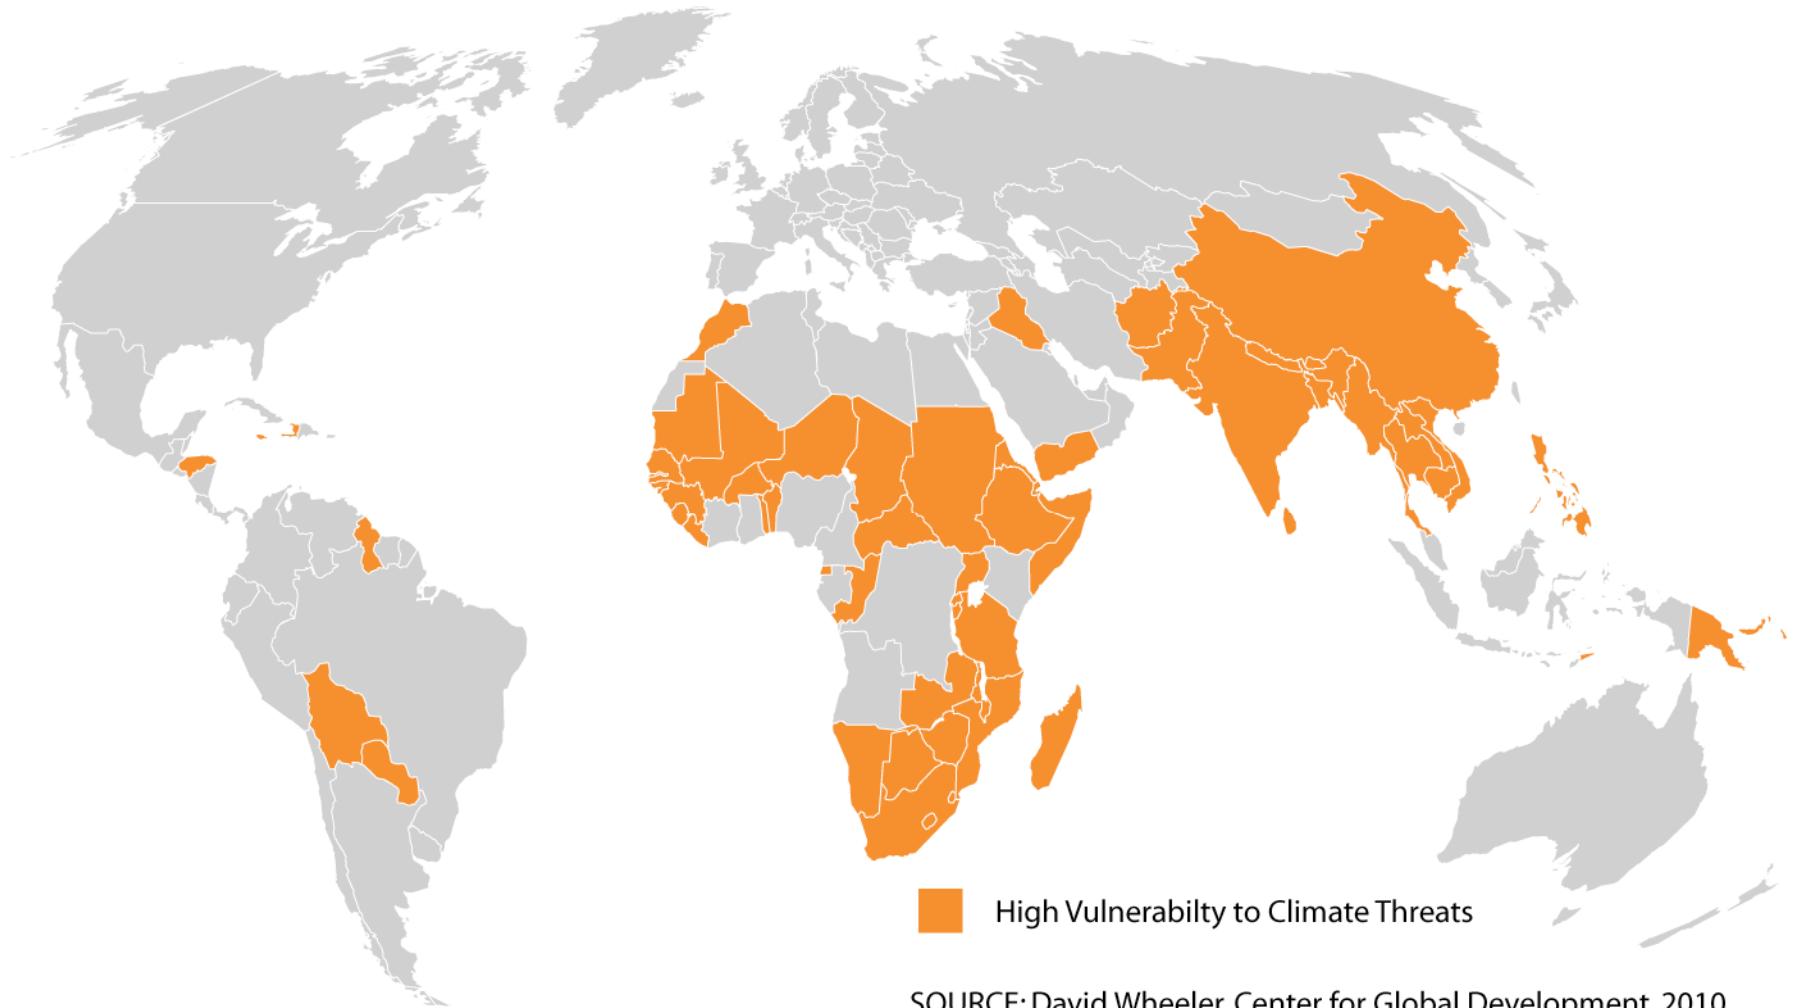 High Vulnerabilty to Climate Threats
SOURCE: David Wheeler, Center for Global Development, 2010